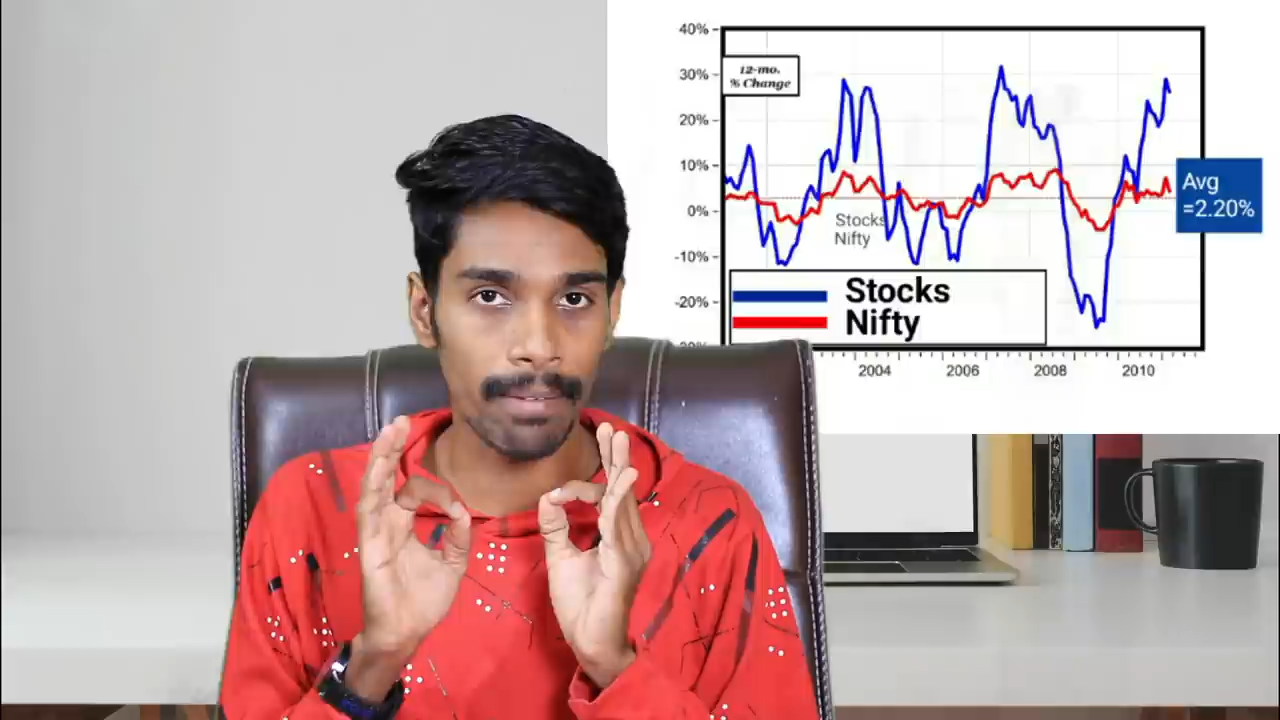 40%
30%
20%
10%
0%
-10%
-20%
12-mo.
% Change
Stocks
Nifty
Stocks
Nifty
Avg
=2.20%
2004
2006
2008
2010